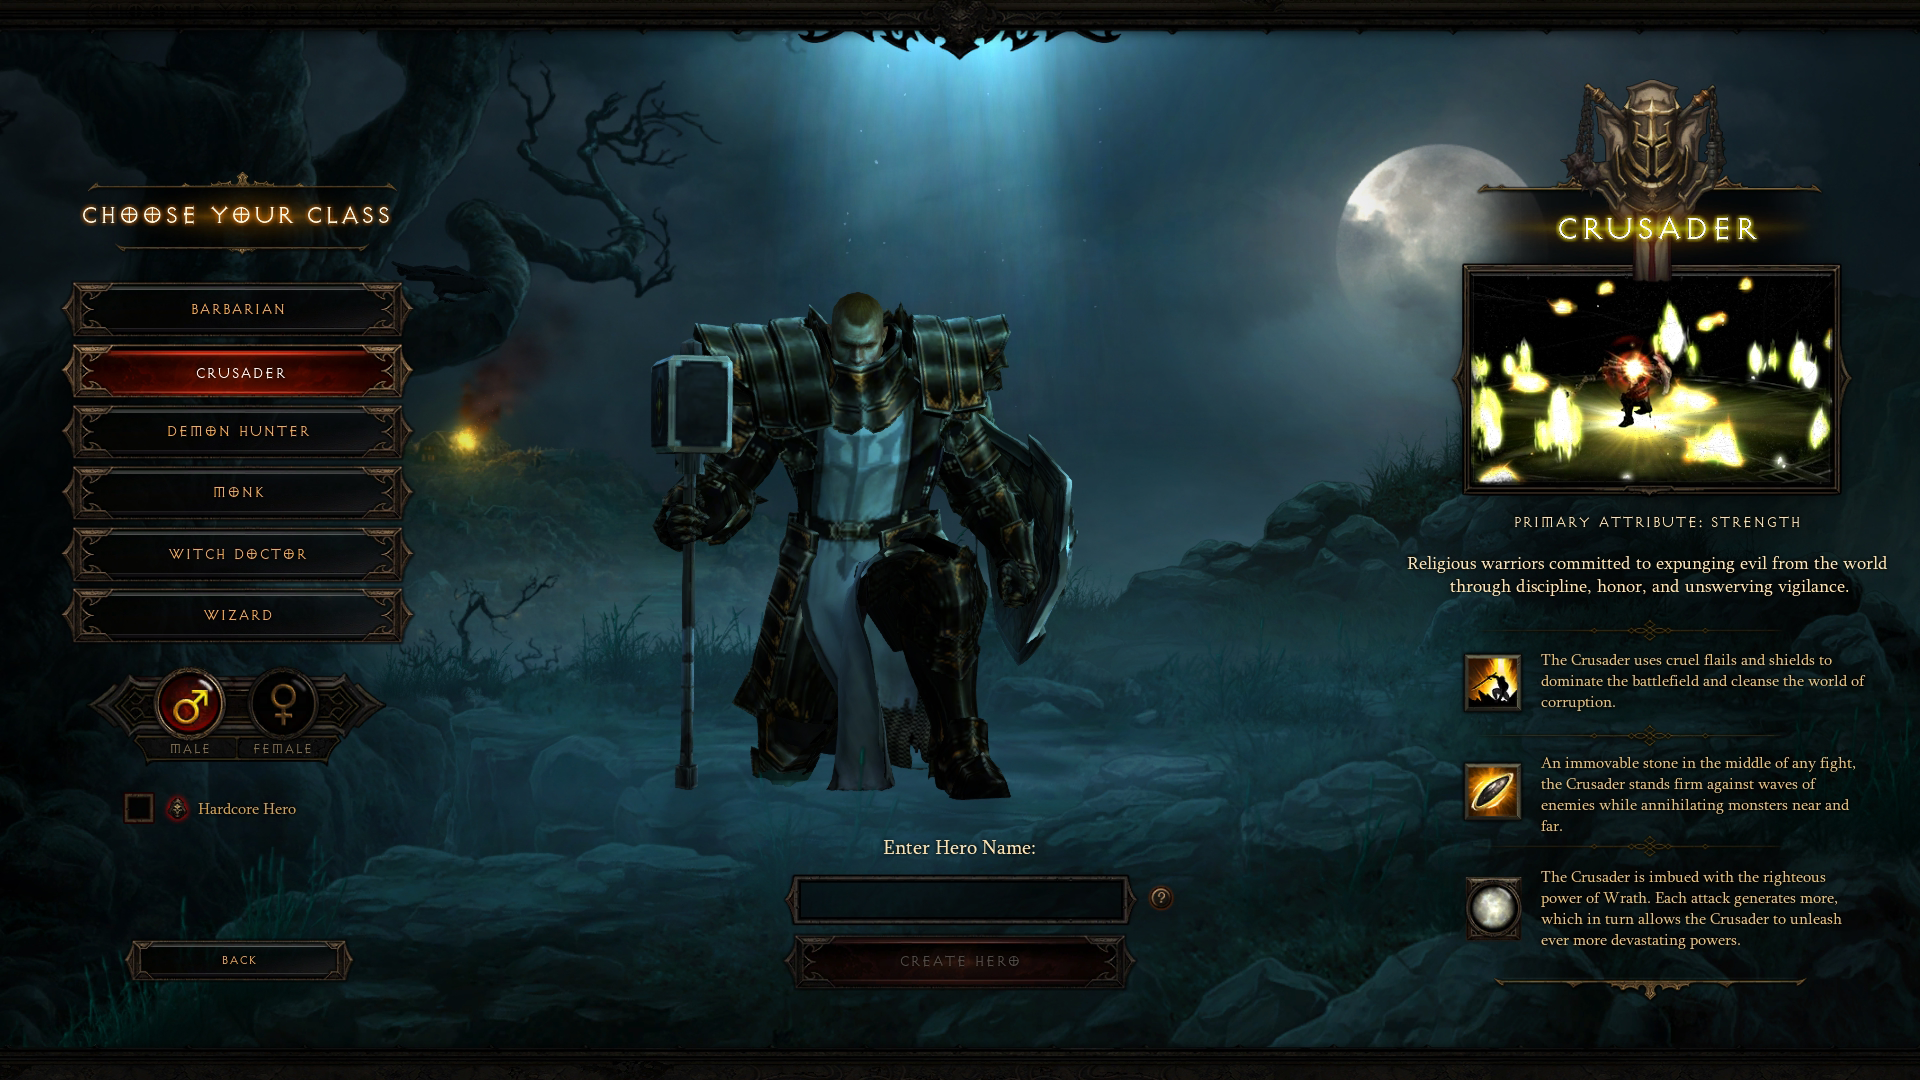 CHOOSE YOUR CLASS
BARBARIAN
CRUSADER
DEMON HUNTER
MONK
WITCH DOCTOR
WIZARD
MALE
FEMALE
Hardcore Hero
BACK
Enter Hero Name:
?
CREATE HERO
CRUSADER
PRIMARY ATTRIBUTE: STRENGTH
Religious warriors committed to expunging evil from the world
through discipline, honor, and unswerving vigilance.
The Crusader uses cruel flails and shields to
dominate the battlefield and cleanse the world of
corruption.
An immovable stone in the middle of any fight,
the Crusader stands firm against waves of
enemies while annihilating monsters near and
far.
The Crusader is imbued with the righteous
power of Wrath. Each attack generates more,
which in turn allows the Crusader to unleash
ever more devastating powers.